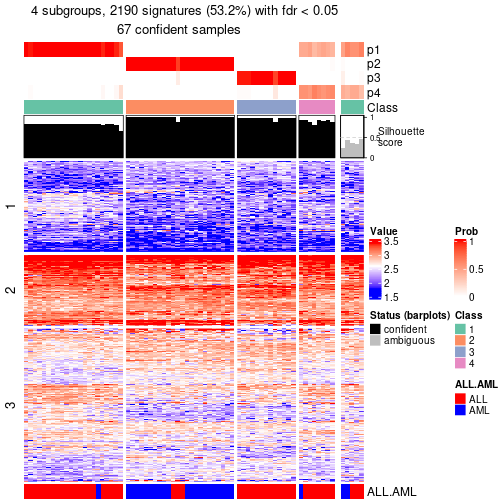 4 subgroups, 2190 signatures (53.2%) with fdr < 0.05
67 confident samples
p1
p2
p3
p4
Class
1
0.5
0
Silhouette
score
1
2
3
Value
3.5
3
2.5
2
1.5
Prob
1
0.5
0
Status (barplots)
confident
ambiguous
Class
1
2
3
4
ALL.AML
ALL
AML
ALL.AML